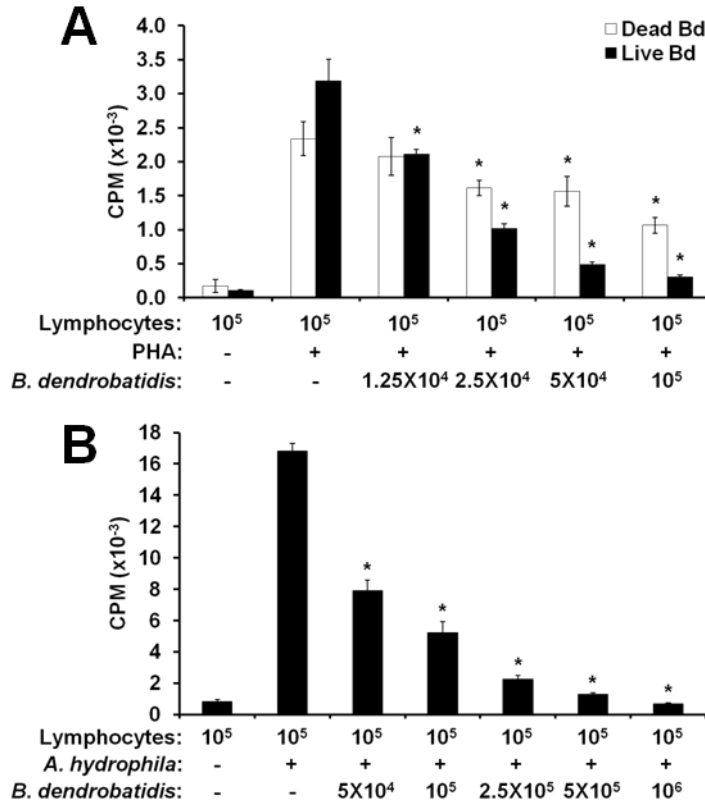 A
Dead Bd
Live Bd
4.0
3.5
3.0
2.5
2.0
1.5
1.0
0.5
0.0
CPM (x10⁻³)
* * * * * * *
Lymphocytes: 10⁵ 10⁵ 10⁵ 10⁵ 10⁵ 10⁵
PHA: - + + + + +
B. dendrobatidis: - - 1.25X10⁴ 2.5X10⁴ 5X10⁴ 10⁵
B
18
16
14
12
10
8
6
4
2
0
CPM (x10⁻³)
* * * * *
Lymphocytes: 10⁵ 10⁵ 10⁵ 10⁵ 10⁵ 10⁵ 10⁵
A. hydrophila: - + + + + + +
B. dendrobatidis: - - 5X10⁴ 10⁵ 2.5X10⁵ 5X10⁵ 10⁶